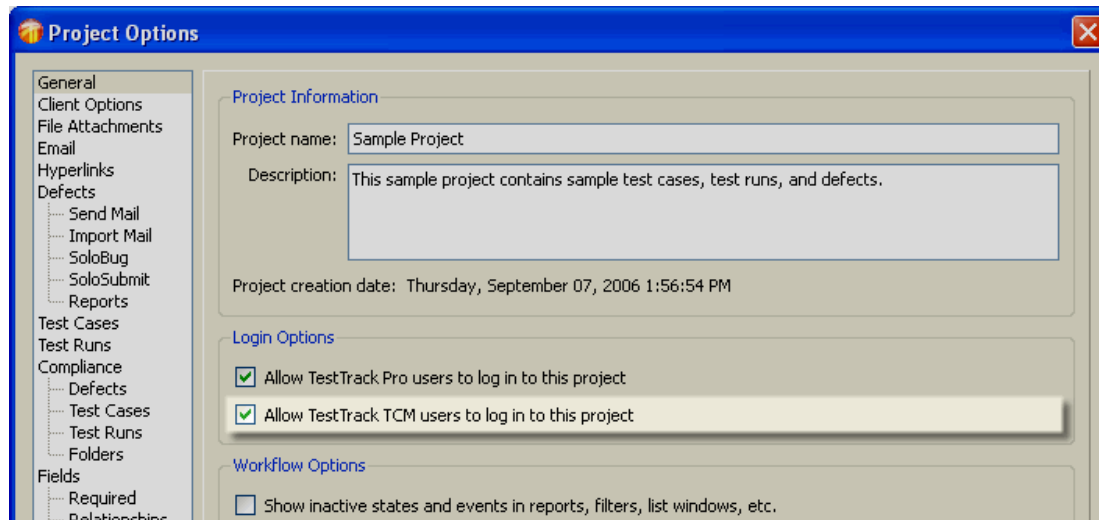 Project Options
General
Client Options
File Attachments
Email
Hyperlinks
Defects
Send Mail
Import Mail
SoloBug
SoloSubmit
Reports
Test Cases
Test Runs
Compliance
Defects
Test Cases
Test Runs
Folders
Fields
Required
Relationships
Project Information
Project name: Sample Project
Description: This sample project contains sample test cases, test runs, and defects.
Project creation date: Thursday, September 07, 2006 1:56:54 PM
Login Options
Allow TestTrack Pro users to log in to this project
Allow TestTrack TCM users to log in to this project
Workflow Options
Show inactive states and events in reports, filters, list windows, etc.